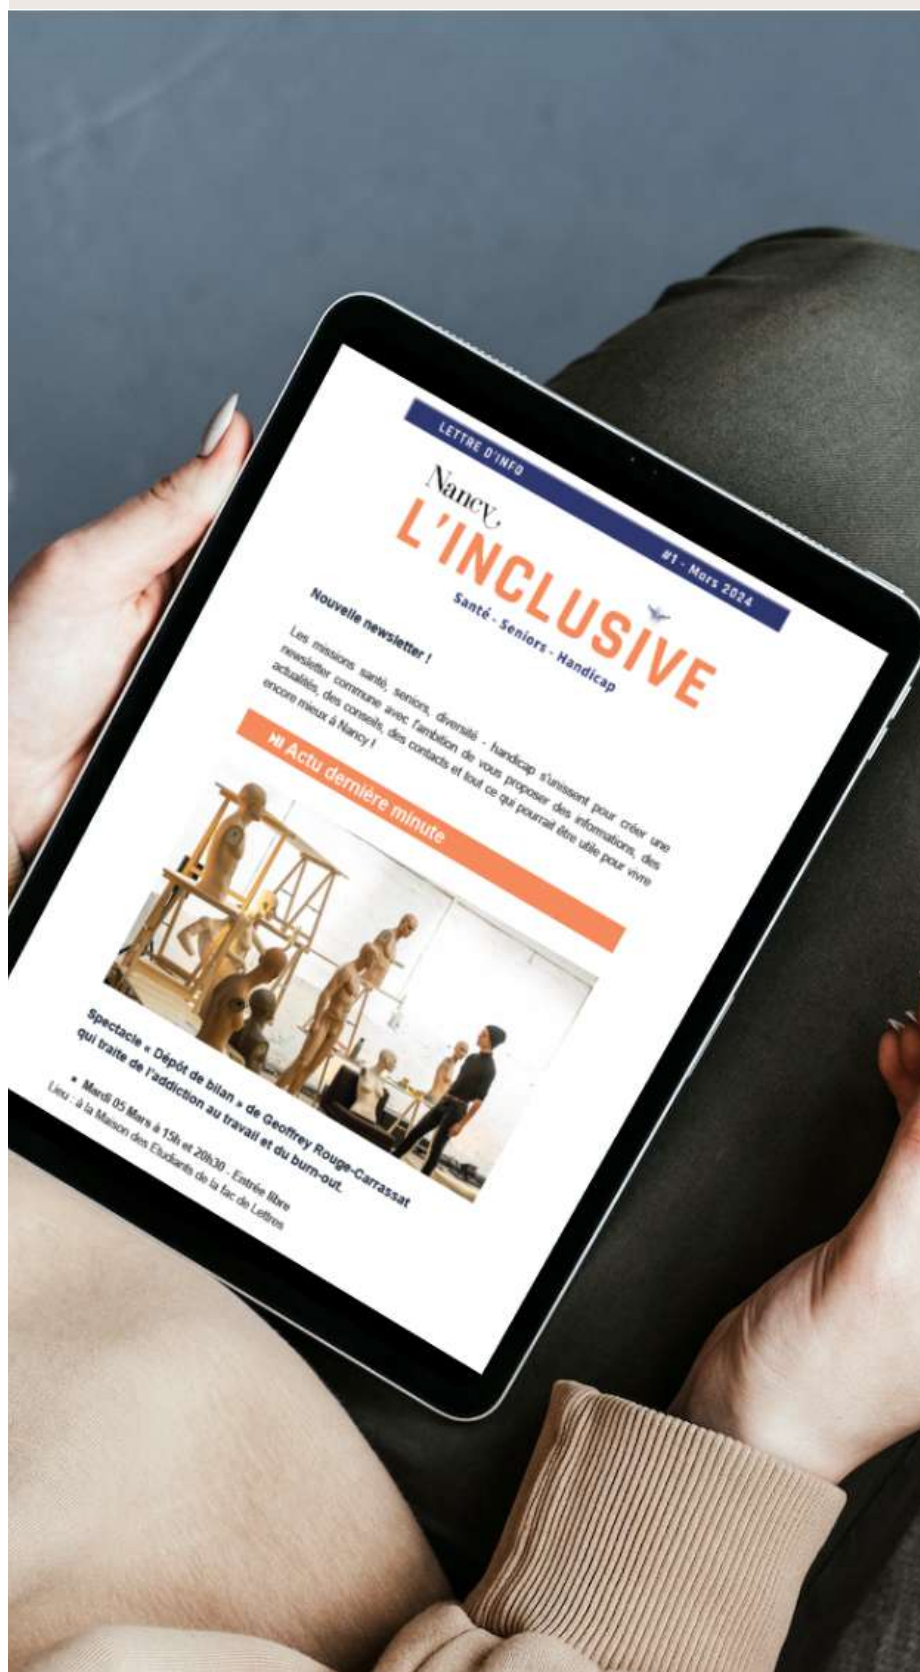 LETTRE D'INFO
#1 - Mars 2024
Nancy,
L'INCLUSIVE
Santé - Seniors - Handicap
Nouvelle newsletter !
Les missions santé, seniors, diversité - handicap s'unissent pour créer une
newsletter commune avec l'ambition de vous proposer des informations, des
actualités, des conseils, des contacts et tout ce qui pourrait être utile pour vivre
encore mieux à Nancy !
Actu dernière minute
Spectacle « Dépôt de bilan » de Geoffrey Rouge-Carrassat
qui traite de l'addiction au travail et du burn-out.
• Mardi 05 Mars à 15h et 20h30 - Entrée libre
Lieu : à la Maison des Etudiants de la fac de Lettres